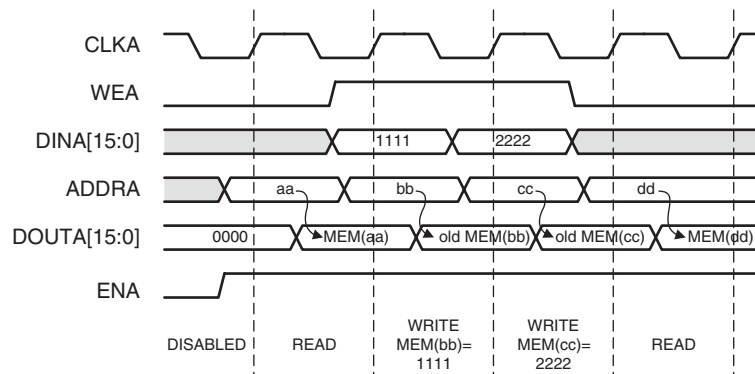 CLKA
WEA
DINA[15:0] 1111 2222
ADDRA aa bb cc dd
DOUTA[15:0] 0000 MEM(aa) old MEM(bb) old MEM(cc) MEM(dd)
ENA
DISABLED READ WRITE MEM(bb)= 1111 WRITE MEM(cc)= 2222 READ